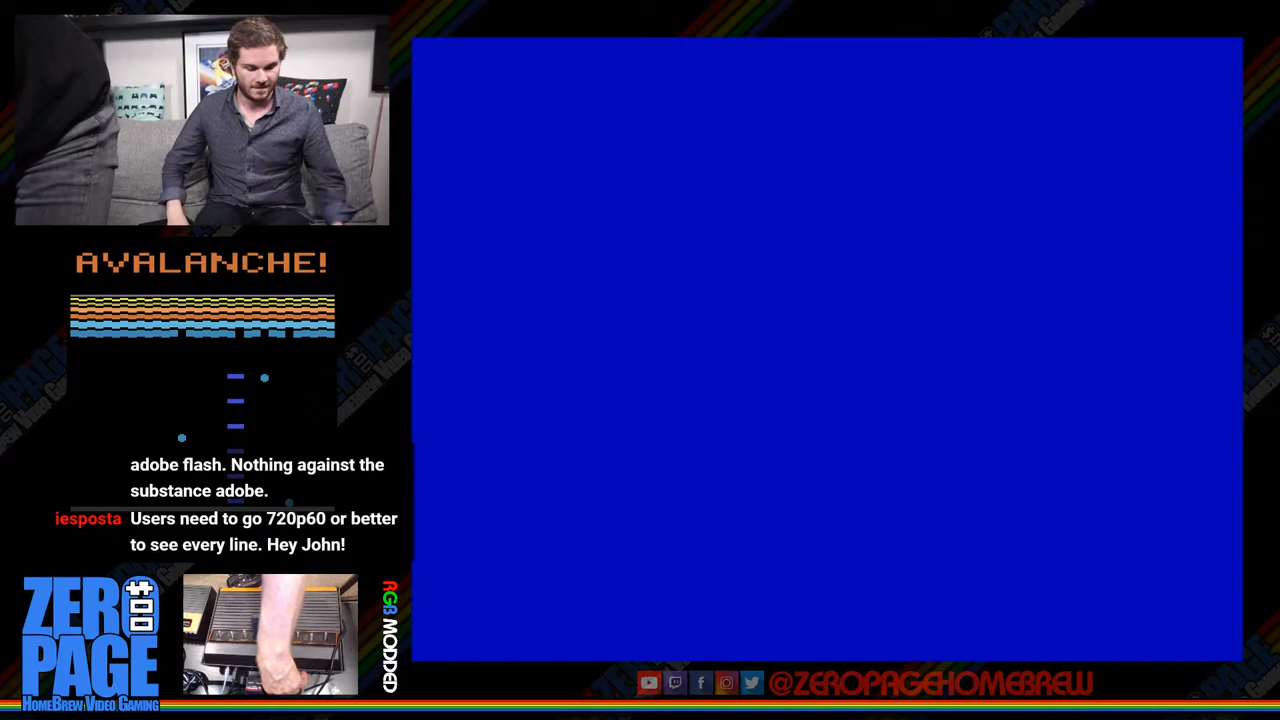 AVALANCHE!
adobe flash. Nothing against the
substance adobe.
iesposta Users need to go 720p60 or better
to see every line. Hey John!
ZERO $00
PAGE
HomeBrew Video Gaming
RGB MODDED
@ZEROPAGEHOMEBREW